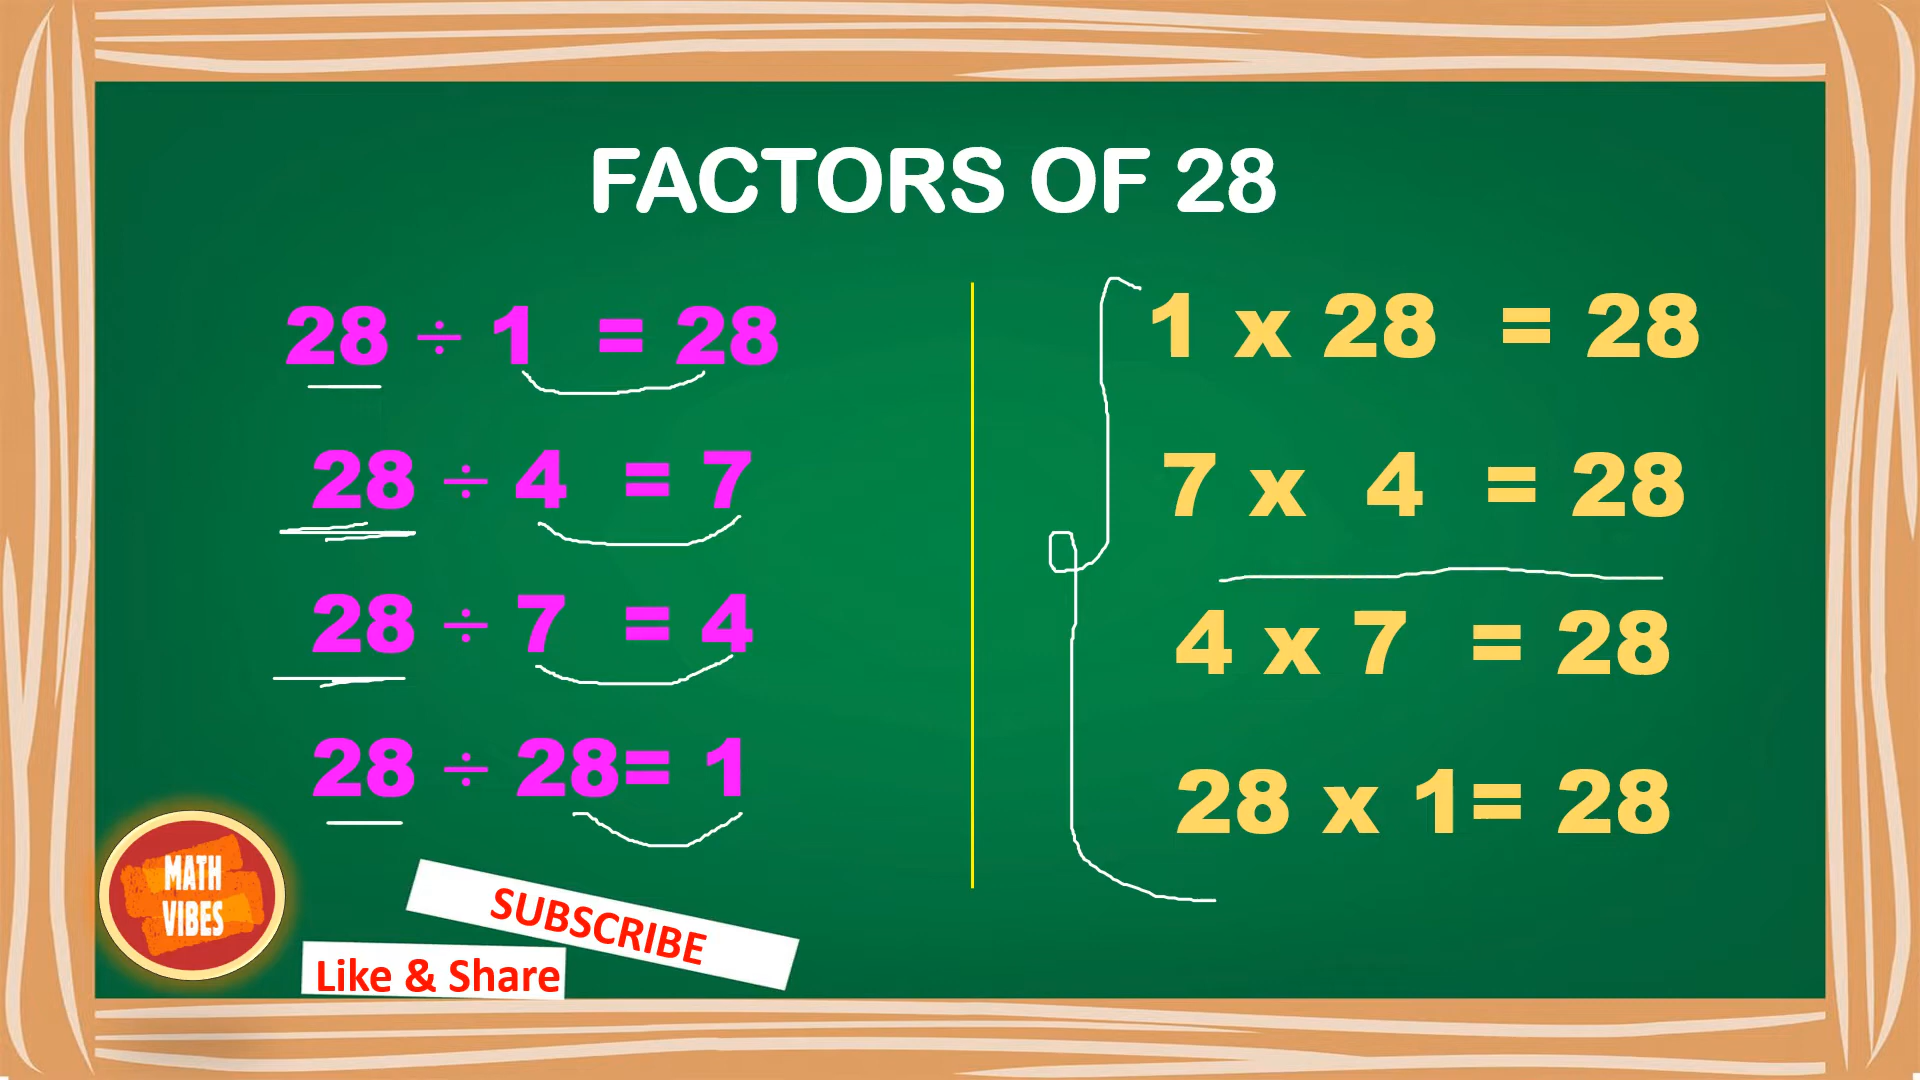 FACTORS OF 28
28 ÷ 1 = 28
28 ÷ 4 = 7
28 ÷ 7 = 4
28 ÷ 28= 1
1 x 28 = 28
7 x 4 = 28
4 x 7 = 28
28 x 1= 28
MATH
VIBES
SUBSCRIBE
Like & Share